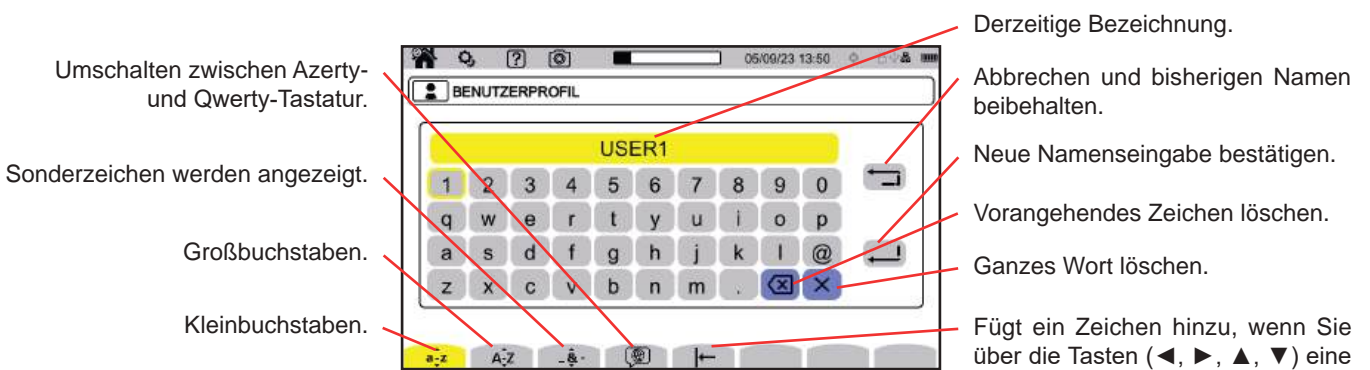 Derzeitige Bezeichnung.
Umschalten zwischen Azerty-
und Qwerty-Tastatur.
Sonderzeichen werden angezeigt.
Großbuchstaben.
Kleinbuchstaben.
05/09/23 13:50
BENUTZERPROFIL
USER1
1 2 3 4 5 6 7 8 9 0
q w e r t y u i o p
a s d f g h j k l @
z x c v b n m .
a-z A-Z _&-
Abbrechen und bisherigen Namen
beibehalten.
Neue Namenseingabe bestätigen.
Vorangehendes Zeichen löschen.
Ganzes Wort löschen.
Fügt ein Zeichen hinzu, wenn Sie
über die Tasten (◄, ►, ▲, ▼) eine